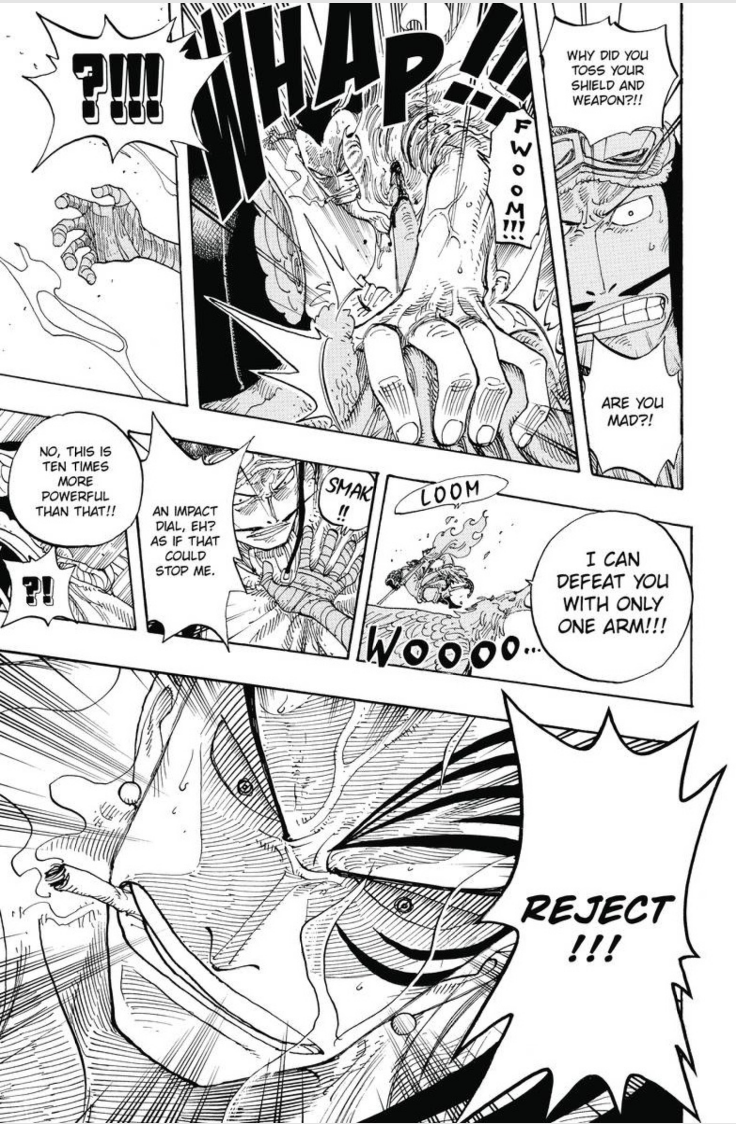 WHY DID YOU
TOSS YOUR
SHIELD AND
WEAPON?!!
ARE YOU
MAD?!
WHAP!!!
FWOOM!!!
?!!!
I CAN
DEFEAT YOU
WITH ONLY
ONE ARM!!!
LOOM
WOOOO...
SMAK
!!
AN IMPACT
DIAL, EH?
AS IF THAT
COULD
STOP ME.
NO, THIS IS
TEN TIMES
MORE
POWERFUL
THAN THAT!!
?!
REJECT
!!!